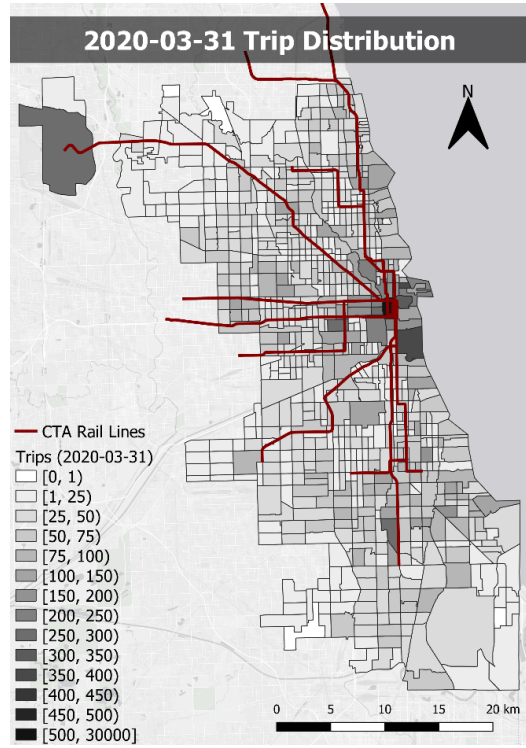 2020-03-31 Trip Distribution
N
CTA Rail Lines
Trips (2020-03-31)
[0, 1)
[1, 25)
[25, 50)
[50, 75)
[75, 100)
[100, 150)
[150, 200)
[200, 250)
[250, 300)
[300, 350)
[350, 400)
[400, 450)
[450, 500)
[500, 30000]
0 5 10 15 20 km